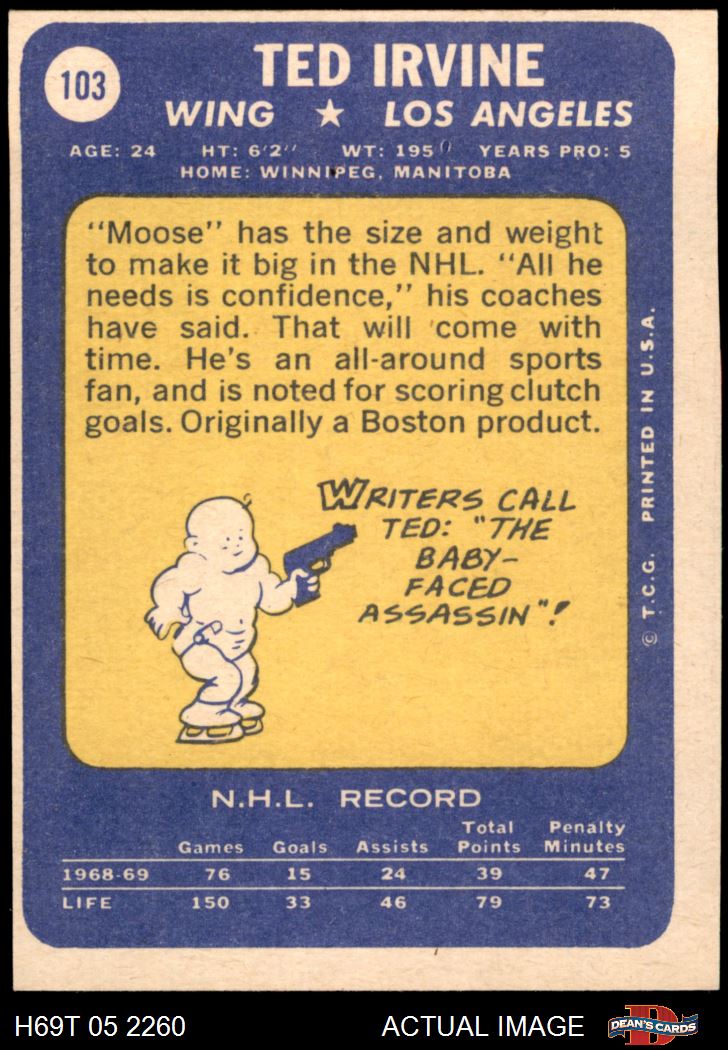 103
TED IRVINE
WING ★ LOS ANGELES
AGE: 24 HT: 6'2" WT: 195 YEARS PRO: 5
HOME: WINNIPEG, MANITOBA
"Moose" has the size and weight
to make it big in the NHL. "All he
needs is confidence," his coaches
have said. That will come with
time. He's an all-around sports
fan, and is noted for scoring clutch
goals. Originally a Boston product.
WRITERS CALL
TED: "THE
BABY-
FACED
ASSASSIN"!
© T.C.G. PRINTED IN U.S.A.
N.H.L. RECORD
Games Goals Assists Total Points Penalty Minutes
1968-69 76 15 24 39 47
LIFE 150 33 46 79 73
H69T 05 2260 ACTUAL IMAGE D DEAN'S CARDS